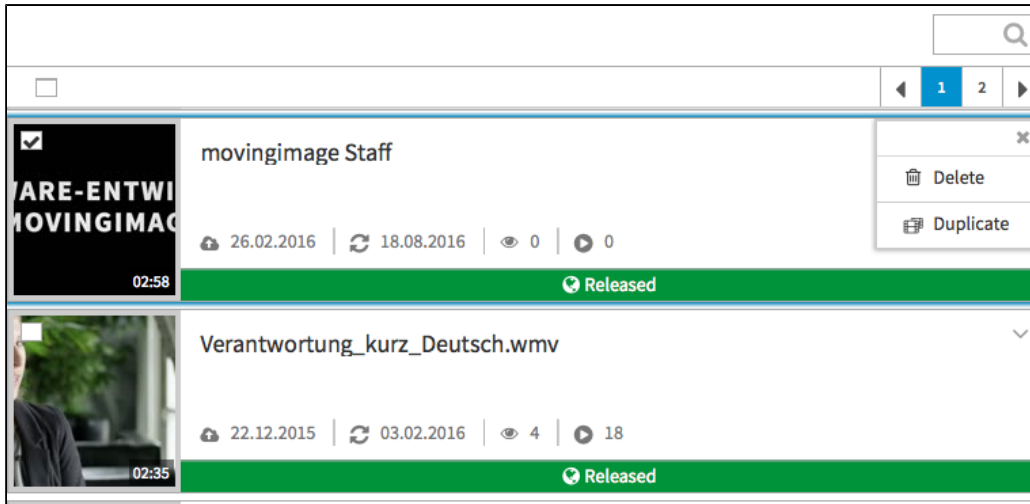 1 2
movingimage Staff
Delete
Duplicate
ARE-ENTWI
MOVINGIMAG
26.02.2016 18.08.2016 0 0
02:58
Released
Verantwortung_kurz_Deutsch.wmv
22.12.2015 03.02.2016 4 18
02:35
Released